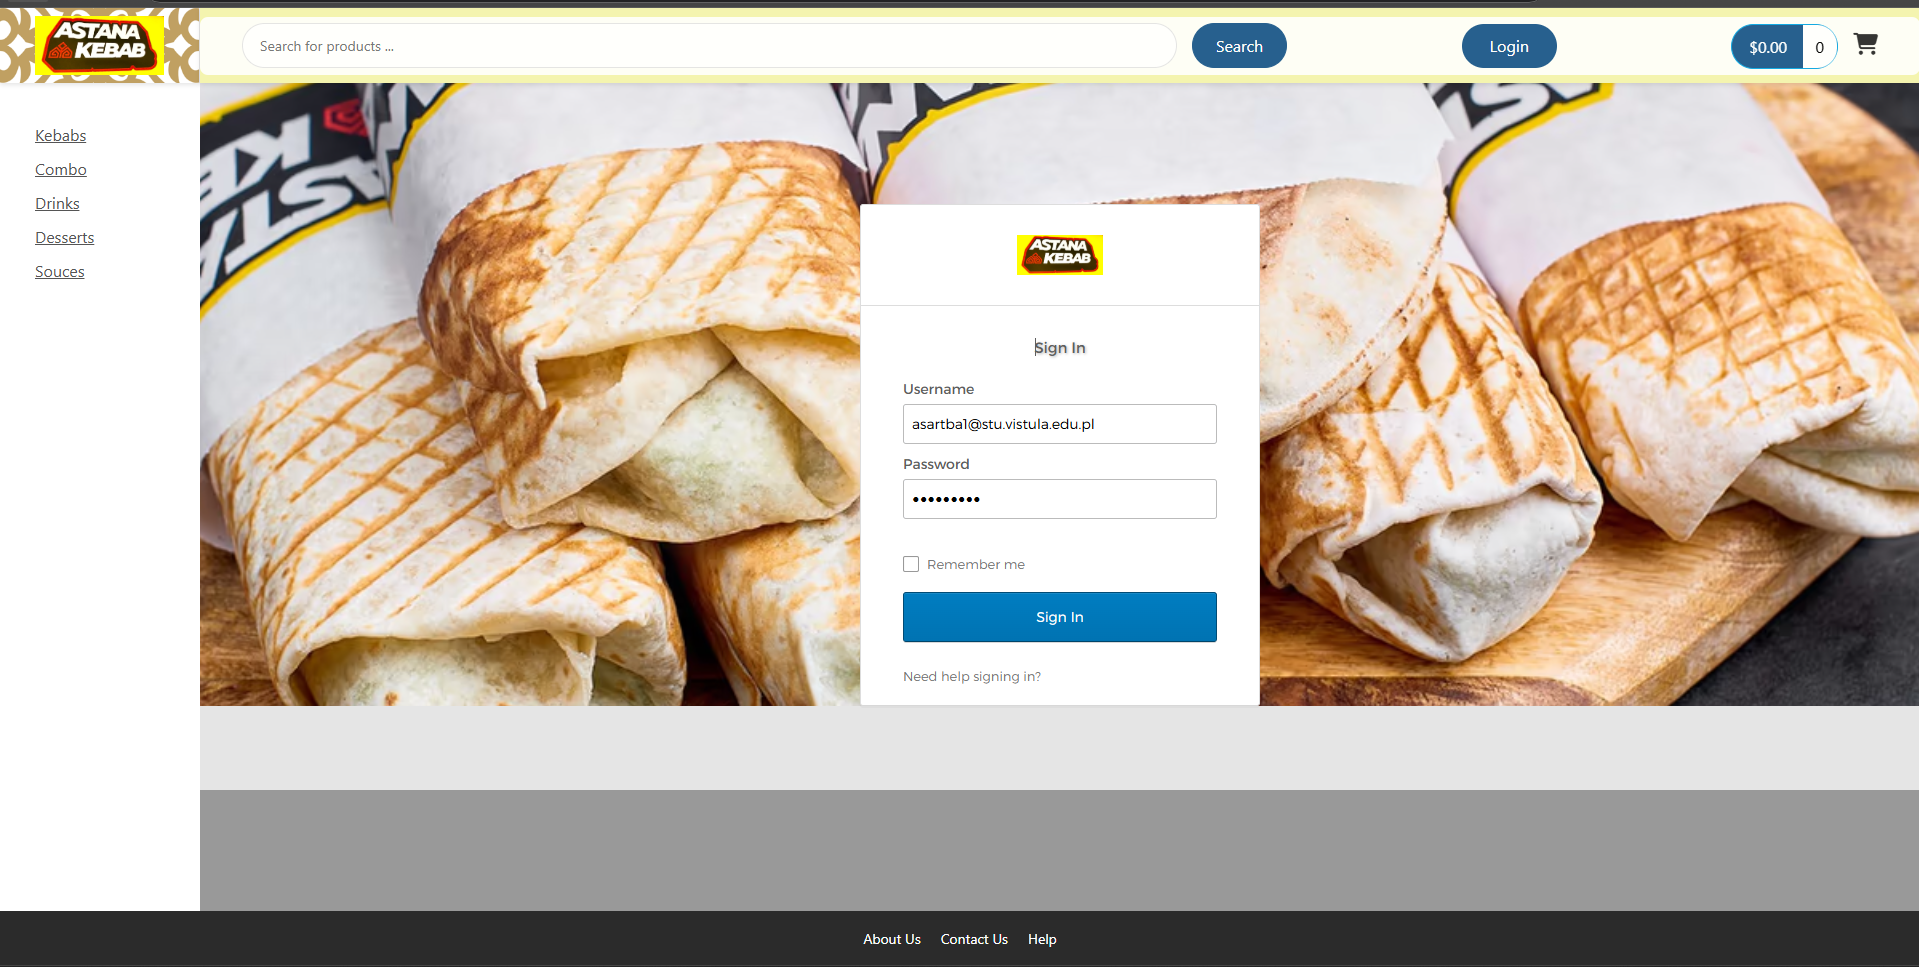 ASTANA
KEBAB
Search for products ...
Search
Login
$0.00
0
Kebabs
Combo
Drinks
Desserts
Souces
ASTANA
KEBAB
Sign In
Username
asartba1@stu.vistula.edu.pl
Password
Remember me
Sign In
Need help signing in?
About Us
Contact Us
Help